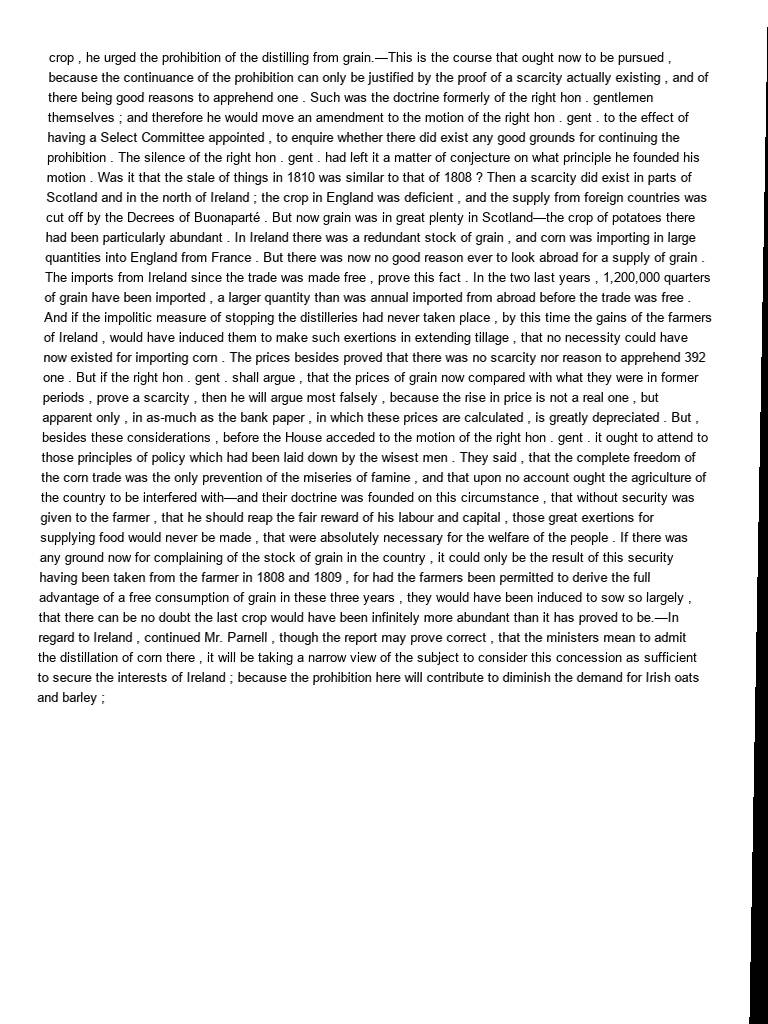 crop , he urged the prohibition of the distilling from grain.—This is the course that ought now to be pursued ,
because the continuance of the prohibition can only be justified by the proof of a scarcity actually existing , and of
there being good reasons to apprehend one . Such was the doctrine formerly of the right hon . gentlemen
themselves ; and therefore he would move an amendment to the motion of the right hon . gent . to the effect of
having a Select Committee appointed , to enquire whether there did exist any good grounds for continuing the
prohibition . The silence of the right hon . gent . had left it a matter of conjecture on what principle he founded his
motion . Was it that the stale of things in 1810 was similar to that of 1808 ? Then a scarcity did exist in parts of
Scotland and in the north of Ireland ; the crop in England was deficient , and the supply from foreign countries was
cut off by the Decrees of Buonaparté . But now grain was in great plenty in Scotland—the crop of potatoes there
had been particularly abundant . In Ireland there was a redundant stock of grain , and corn was importing in large
quantities into England from France . But there was now no good reason ever to look abroad for a supply of grain .
The imports from Ireland since the trade was made free , prove this fact . In the two last years , 1,200,000 quarters
of grain have been imported , a larger quantity than was annual imported from abroad before the trade was free .
And if the impolitic measure of stopping the distilleries had never taken place , by this time the gains of the farmers
of Ireland , would have induced them to make such exertions in extending tillage , that no necessity could have
now existed for importing corn . The prices besides proved that there was no scarcity nor reason to apprehend 392
one . But if the right hon . gent . shall argue , that the prices of grain now compared with what they were in former
periods , prove a scarcity , then he will argue most falsely , because the rise in price is not a real one , but
apparent only , in as-much as the bank paper , in which these prices are calculated , is greatly depreciated . But ,
besides these considerations , before the House acceded to the motion of the right hon . gent . it ought to attend to
those principles of policy which had been laid down by the wisest men . They said , that the complete freedom of
the corn trade was the only prevention of the miseries of famine , and that upon no account ought the agriculture of
the country to be interfered with—and their doctrine was founded on this circumstance , that without security was
given to the farmer , that he should reap the fair reward of his labour and capital , those great exertions for
supplying food would never be made , that were absolutely necessary for the welfare of the people . If there was
any ground now for complaining of the stock of grain in the country , it could only be the result of this security
having been taken from the farmer in 1808 and 1809 , for had the farmers been permitted to derive the full
advantage of a free consumption of grain in these three years , they would have been induced to sow so largely ,
that there can be no doubt the last crop would have been infinitely more abundant than it has proved to be.—In
regard to Ireland , continued Mr. Parnell , though the report may prove correct , that the ministers mean to admit
the distillation of corn there , it will be taking a narrow view of the subject to consider this concession as sufficient
to secure the interests of Ireland ; because the prohibition here will contribute to diminish the demand for Irish oats
and barley ;